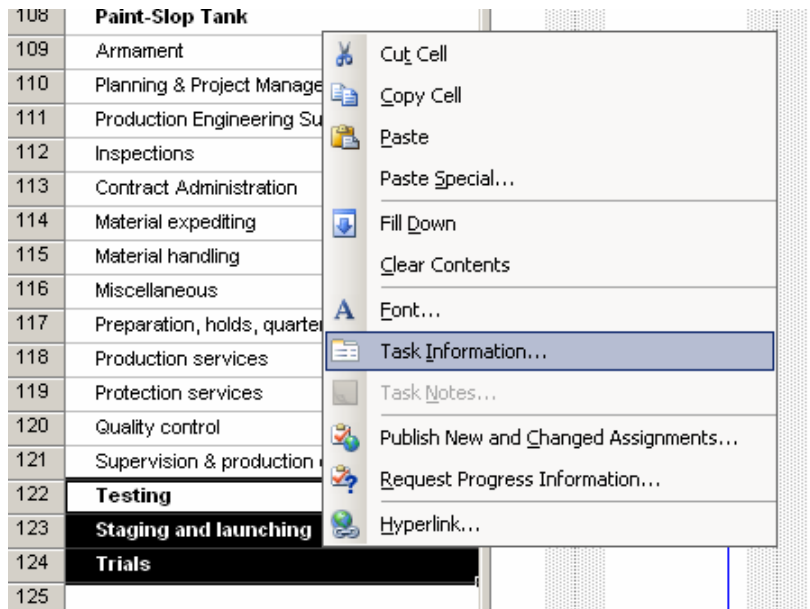 108 Paint-Slop Tank
109 Armament
110 Planning & Project Manage
111 Production Engineering Su
112 Inspections
113 Contract Administration
114 Material expediting
115 Material handling
116 Miscellaneous
117 Preparation, holds, quarter
118 Production services
119 Protection services
120 Quality control
121 Supervision & production
122 Testing
123 Staging and launching
124 Trials
125
Cut Cell
Copy Cell
Paste
Paste Special...
Fill Down
Clear Contents
Font...
Task Information...
Task Notes...
Publish New and Changed Assignments...
Request Progress Information...
Hyperlink...